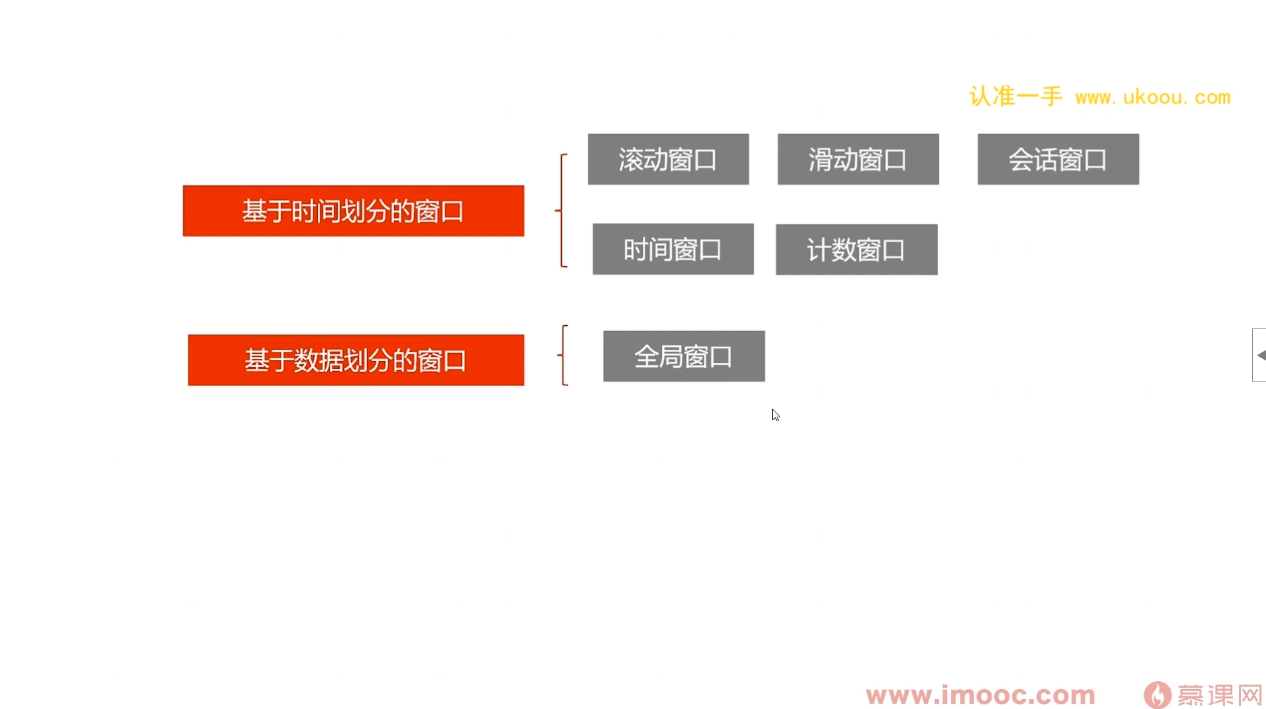 认准一手 www.ukoou.com
滚动窗口 滑动窗口 会话窗口
基于时间划分的窗口
时间窗口 计数窗口
基于数据划分的窗口 全局窗口
www.imooc.com 慕课网